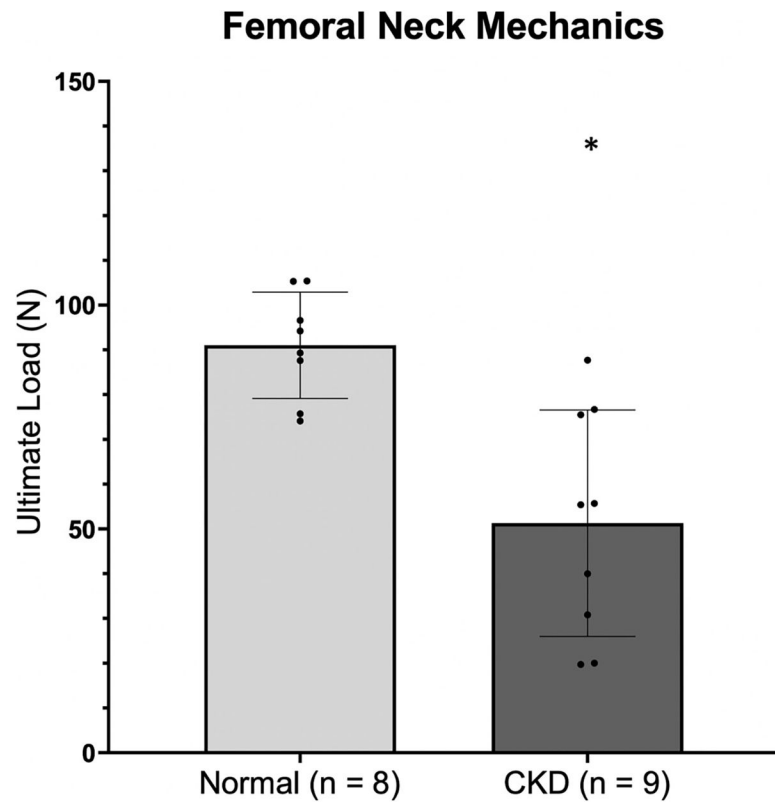 Femoral Neck Mechanics
150
*
100
Ultimate Load (N)
50
0
Normal (n = 8)
CKD (n = 9)